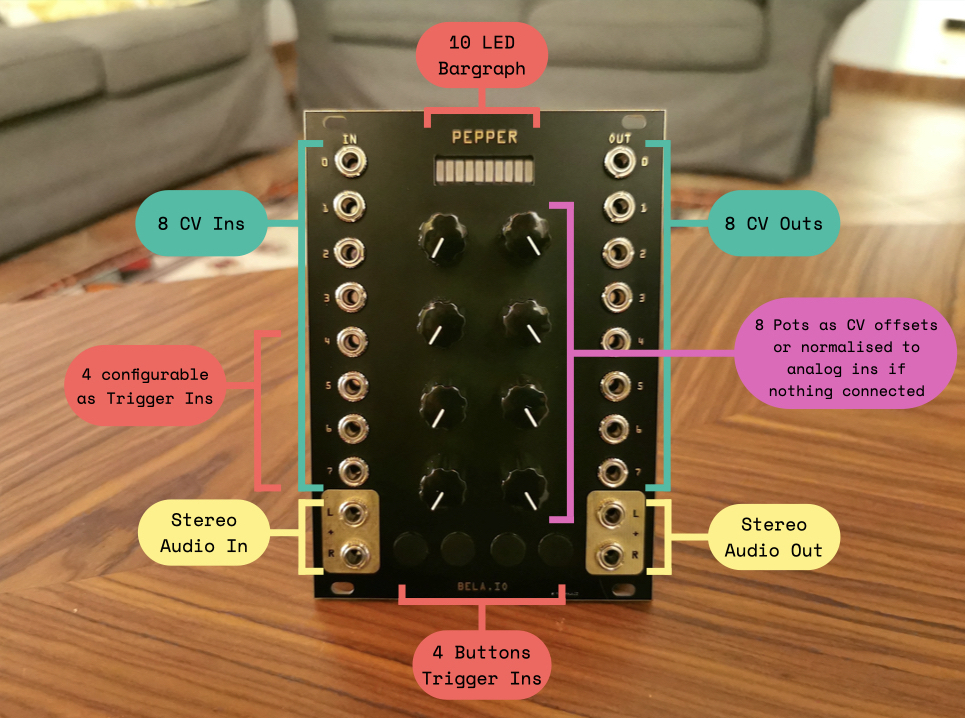 10 LED
Bargraph
PEPPER
IN
OUT
0
1
2
3
4
5
6
7
0
1
2
3
4
5
6
7
8 CV Ins
8 CV Outs
8 Pots as CV offsets
or normalised to
analog ins if
nothing connected
4 configurable
as Trigger Ins
Stereo
Audio In
Stereo
Audio Out
L
+
R
L
+
R
BELA.IO
4 Buttons
Trigger Ins